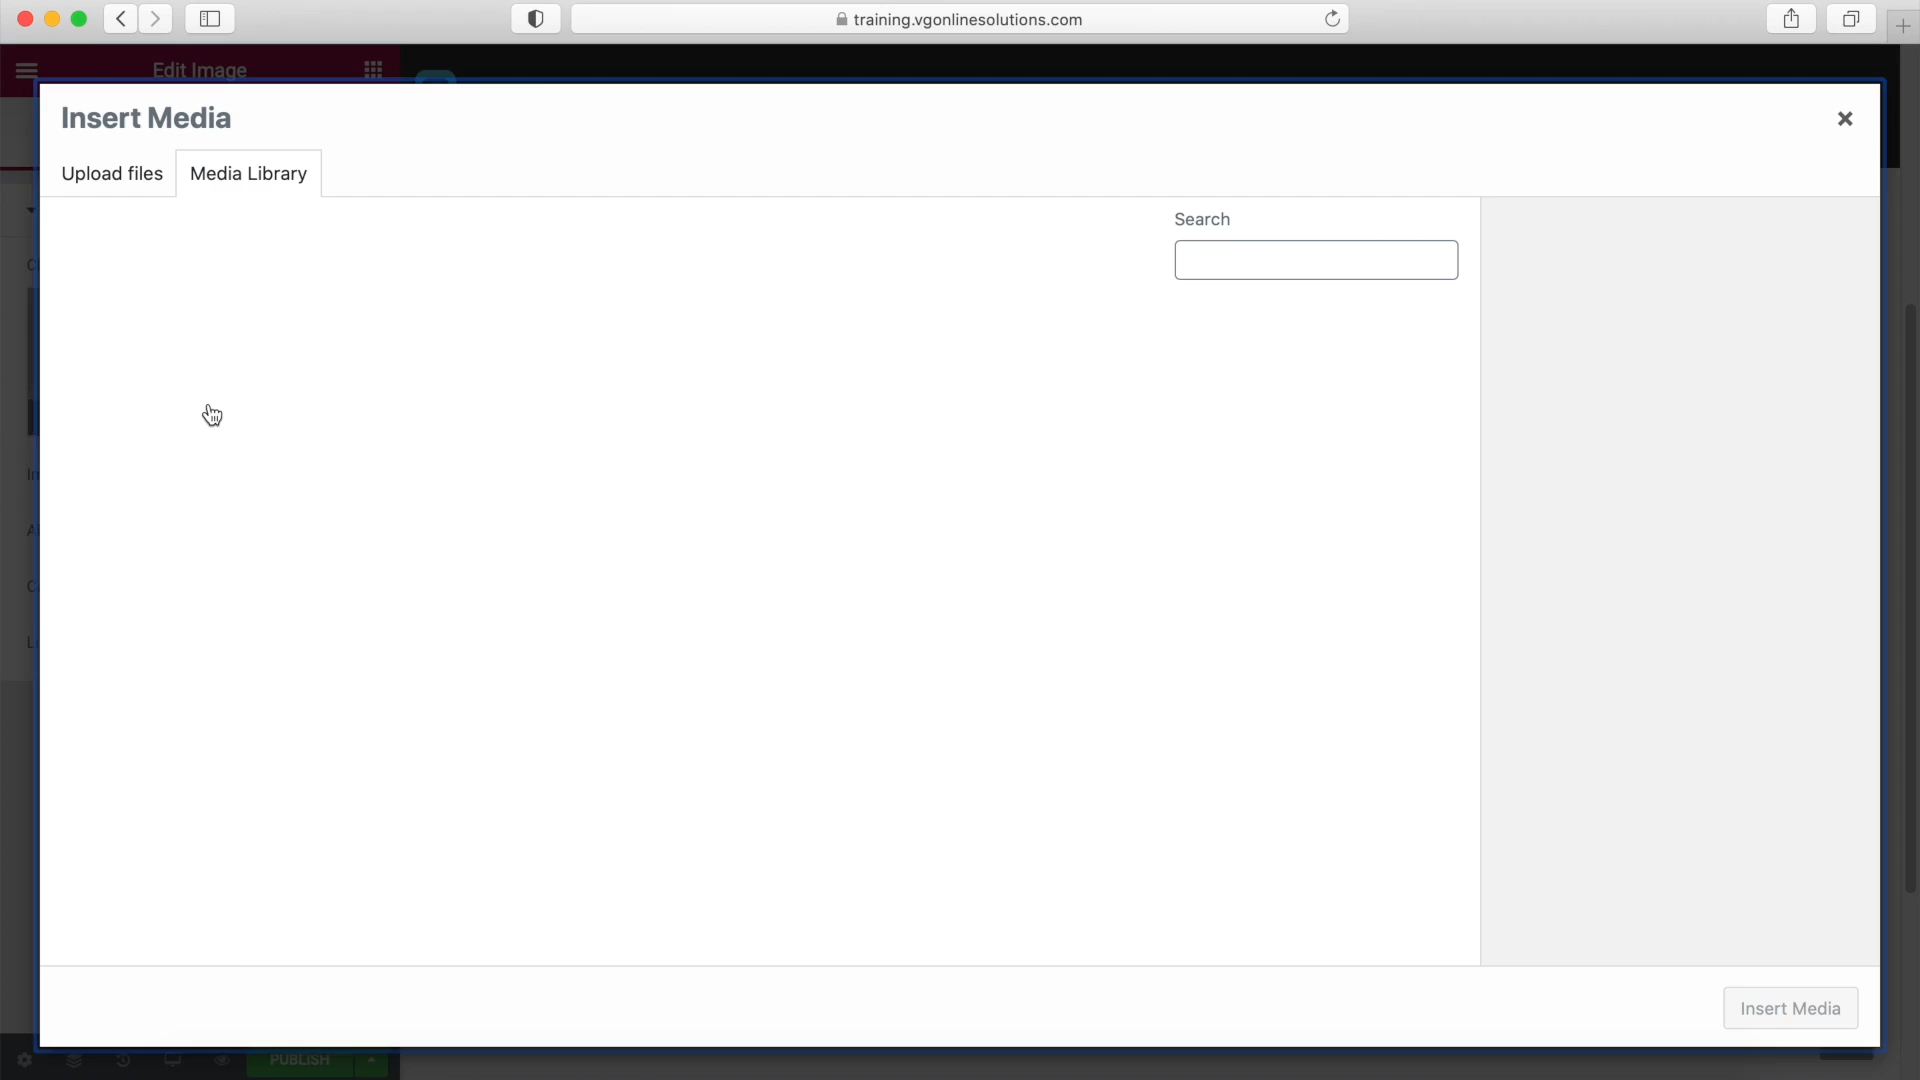 training.vgonlinesolutions.com
Edit Image
Insert Media
Upload files
Media Library
Search
Insert Media
PUBLISH